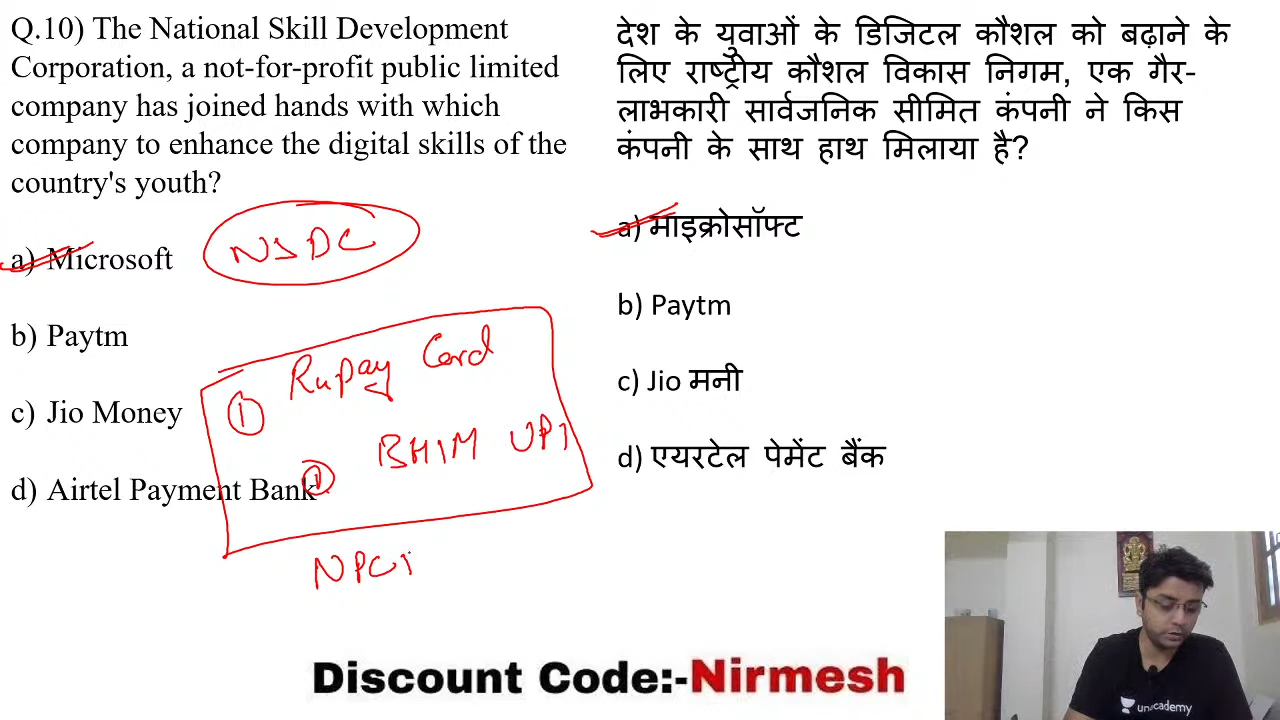 Q.10) The National Skill Development
Corporation, a not-for-profit public limited
company has joined hands with which
company to enhance the digital skills of the
country's youth?
a) Microsoft
NSDC
b) Paytm
Rupay Card
c) Jio Money
①
BHIM UPI
d) Airtel Payment Bank
①
NPCI
देश के युवाओं के डिजिटल कौशल को बढ़ाने के
लिए राष्ट्रीय कौशल विकास निगम, एक गैर-
लाभकारी सार्वजनिक सीमित कंपनी ने किस
कंपनी के साथ हाथ मिलाया है?
a) माइक्रोसॉफ्ट
b) Paytm
c) Jio मनी
d) एयरटेल पेमेंट बैंक
unacademy
Discount Code:-Nirmesh